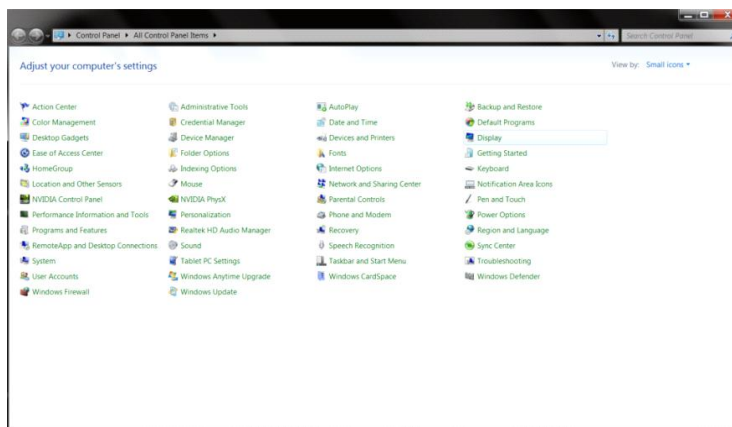 Control Panel ▸ All Control Panel Items ▸
Search Control Panel
Adjust your computer's settings
View by: Small icons
Action Center Administrative Tools AutoPlay Backup and Restore
Color Management Credential Manager Date and Time Default Programs
Desktop Gadgets Device Manager Devices and Printers Display
Ease of Access Center Folder Options Fonts Getting Started
HomeGroup Indexing Options Internet Options Keyboard
Location and Other Sensors Mouse Network and Sharing Center Notification Area Icons
NVIDIA Control Panel NVIDIA PhysX Parental Controls Pen and Touch
Performance Information and Tools Personalization Phone and Modem Power Options
Programs and Features Realtek HD Audio Manager Recovery Region and Language
RemoteApp and Desktop Connections Sound Speech Recognition Sync Center
System Tablet PC Settings Taskbar and Start Menu Troubleshooting
User Accounts Windows Anytime Upgrade Windows CardSpace Windows Defender
Windows Firewall Windows Update